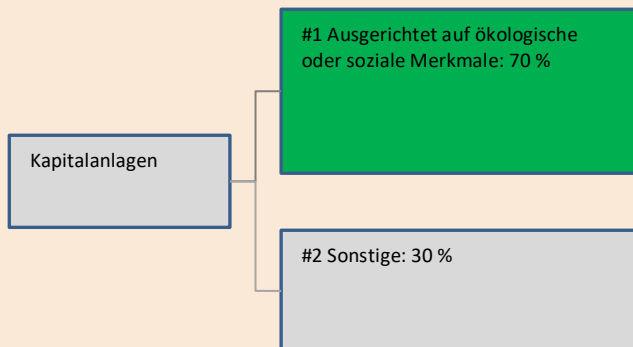 #1 Ausgerichtet auf ökologische
oder soziale Merkmale: 70 %
Kapitalanlagen
#2 Sonstige: 30 %